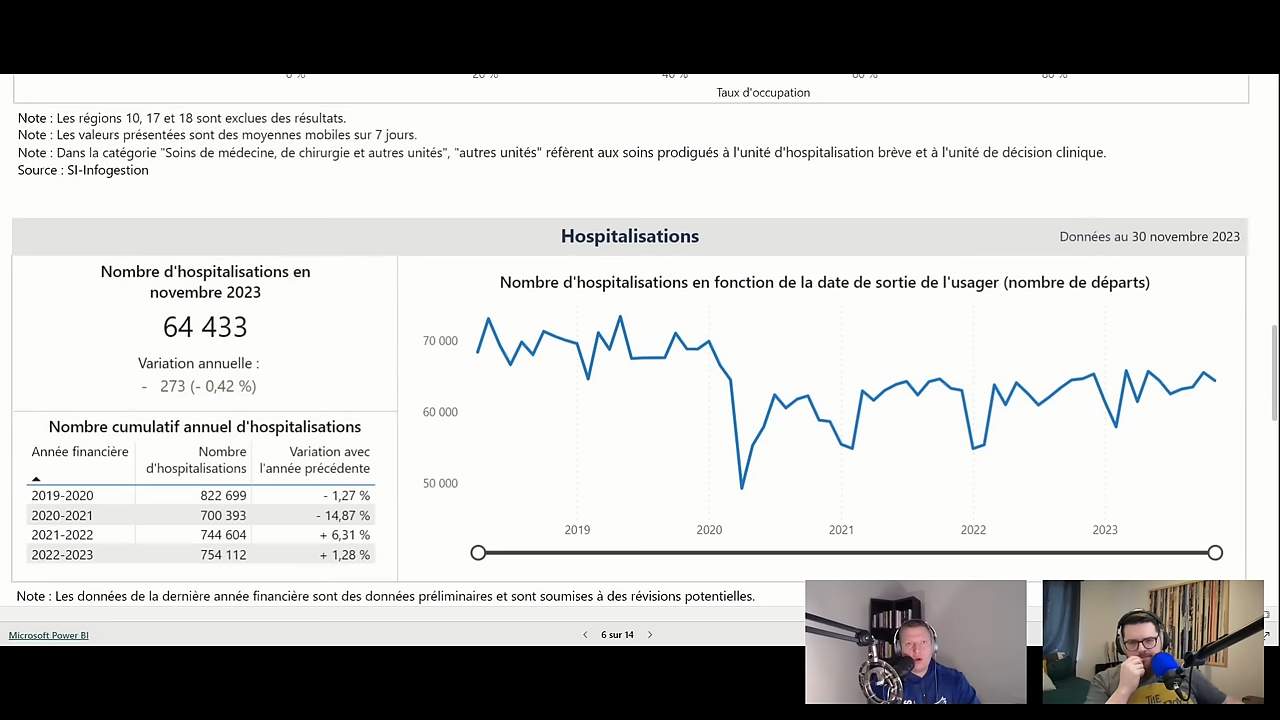 0 %
20 %
40 %
60 %
80 %
Taux d'occupation
Note : Les régions 10, 17 et 18 sont exclues des résultats.
Note : Les valeurs présentées sont des moyennes mobiles sur 7 jours.
Note : Dans la catégorie "Soins de médecine, de chirurgie et autres unités", "autres unités" réfèrent aux soins prodigués à l'unité d'hospitalisation brève et à l'unité de décision clinique.
Source : SI-Infogestion
Hospitalisations
Données au 30 novembre 2023
Nombre d'hospitalisations en
novembre 2023
64 433
Variation annuelle :
- 273 (- 0,42 %)
Nombre cumulatif annuel d'hospitalisations
Année financière Nombre d'hospitalisations Variation avec l'année précédente
2019-2020 822 699 - 1,27 %
2020-2021 700 393 - 14,87 %
2021-2022 744 604 + 6,31 %
2022-2023 754 112 + 1,28 %
Nombre d'hospitalisations en fonction de la date de sortie de l'usager (nombre de départs)
70 000
60 000
50 000
2019 2020 2021 2022 2023
Note : Les données de la dernière année financière sont des données préliminaires et sont soumises à des révisions potentielles.
Microsoft Power BI
6 sur 14
THE